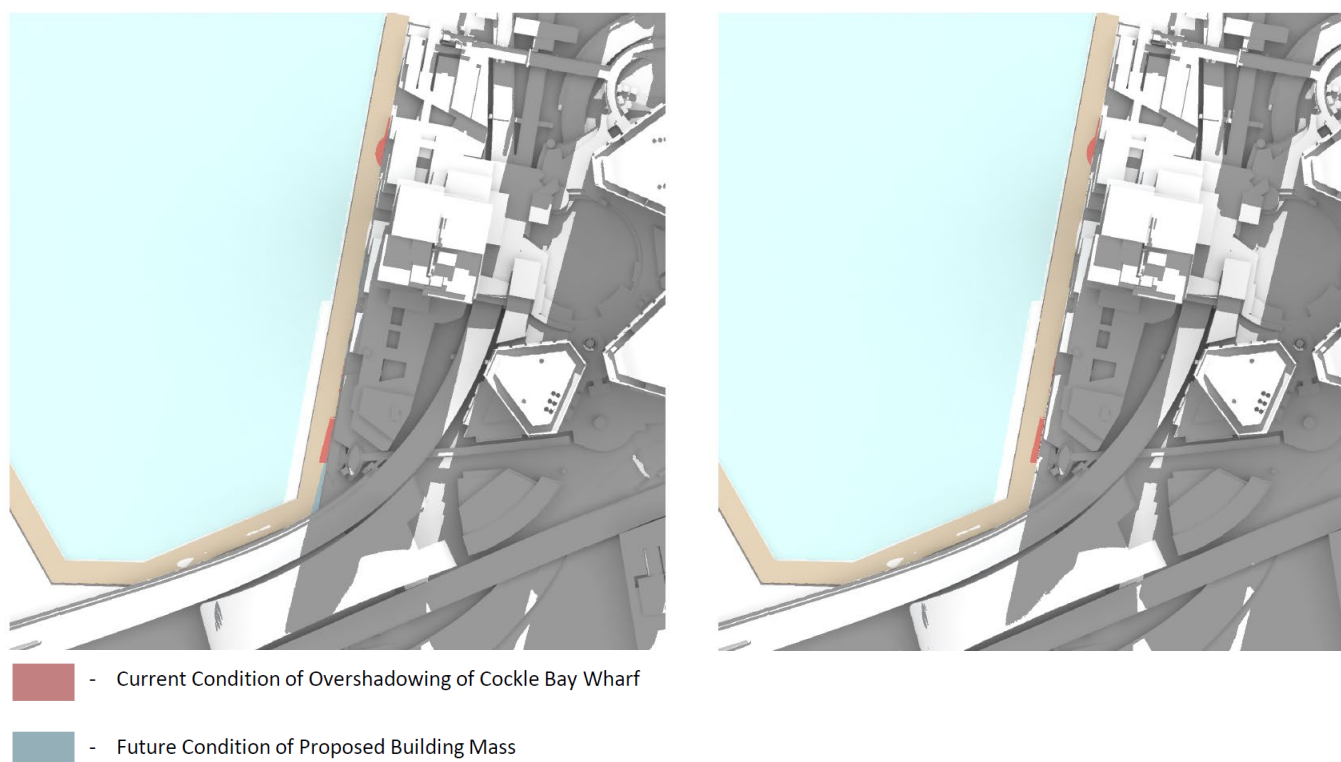 - Current Condition of Overshadowing of Cockle Bay Wharf
- Future Condition of Proposed Building Mass